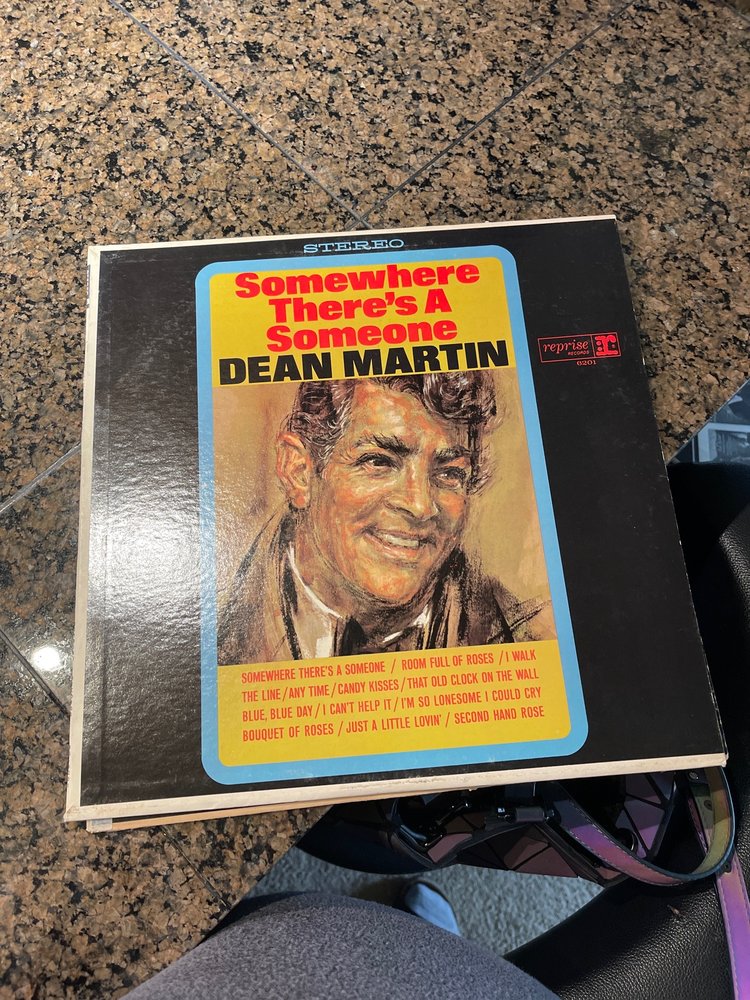 STEREO
Somewhere
There's A
Someone
DEAN MARTIN
reprise
RECORDS
r:
6201
SOMEWHERE THERE'S A SOMEONE / ROOM FULL OF ROSES / I WALK
THE LINE / ANY TIME / CANDY KISSES / THAT OLD CLOCK ON THE WALL
BLUE, BLUE DAY / I CAN'T HELP IT / I'M SO LONESOME I COULD CRY
BOUQUET OF ROSES / JUST A LITTLE LOVIN' / SECOND HAND ROSE